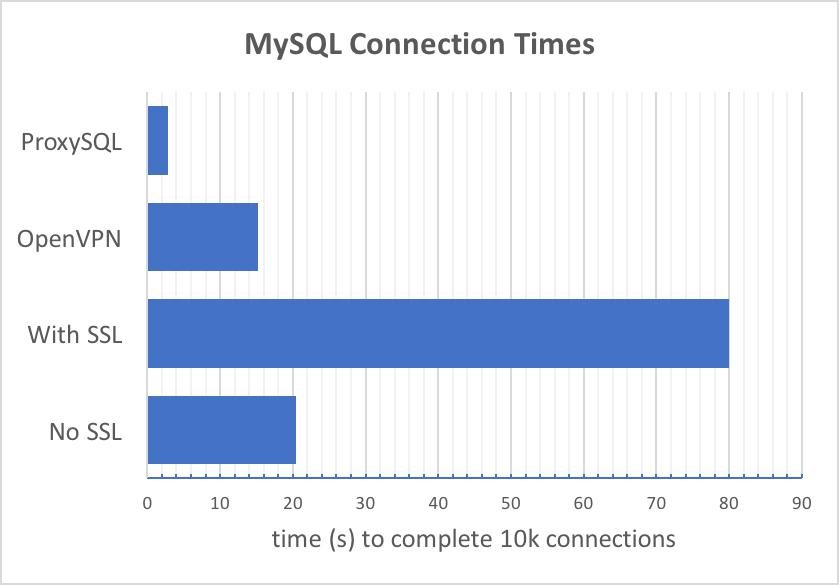 MySQL Connection Times
ProxySQL
OpenVPN
With SSL
No SSL
0 10 20 30 40 50 60 70 80 90
time (s) to complete 10k connections